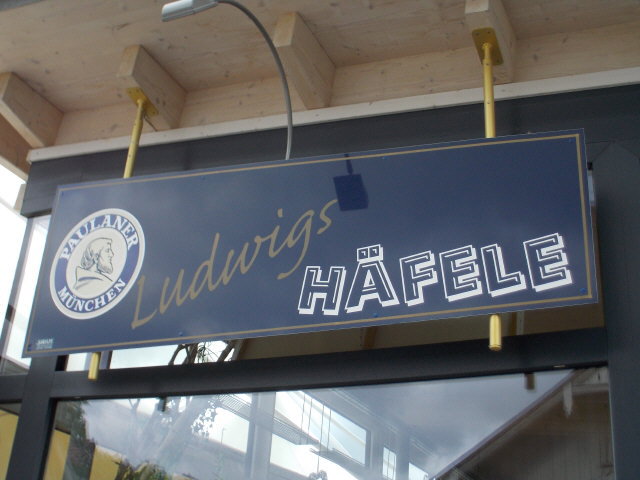 PAULANER
MÜNCHEN
Ludwigs
HÄFELE